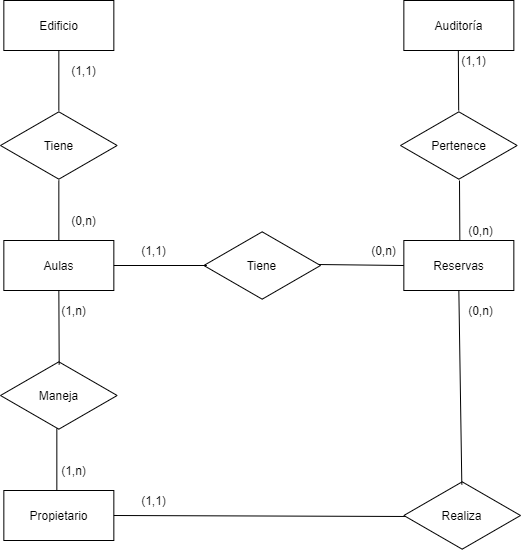 Edificio
Auditoría
(1,1)
(1,1)
Tiene
Pertenece
(0,n)
(0,n)
Aulas
(1,1)
Tiene
(0,n)
Reservas
(1,n)
(0,n)
Maneja
(1,n)
Propietario
(1,1)
Realiza